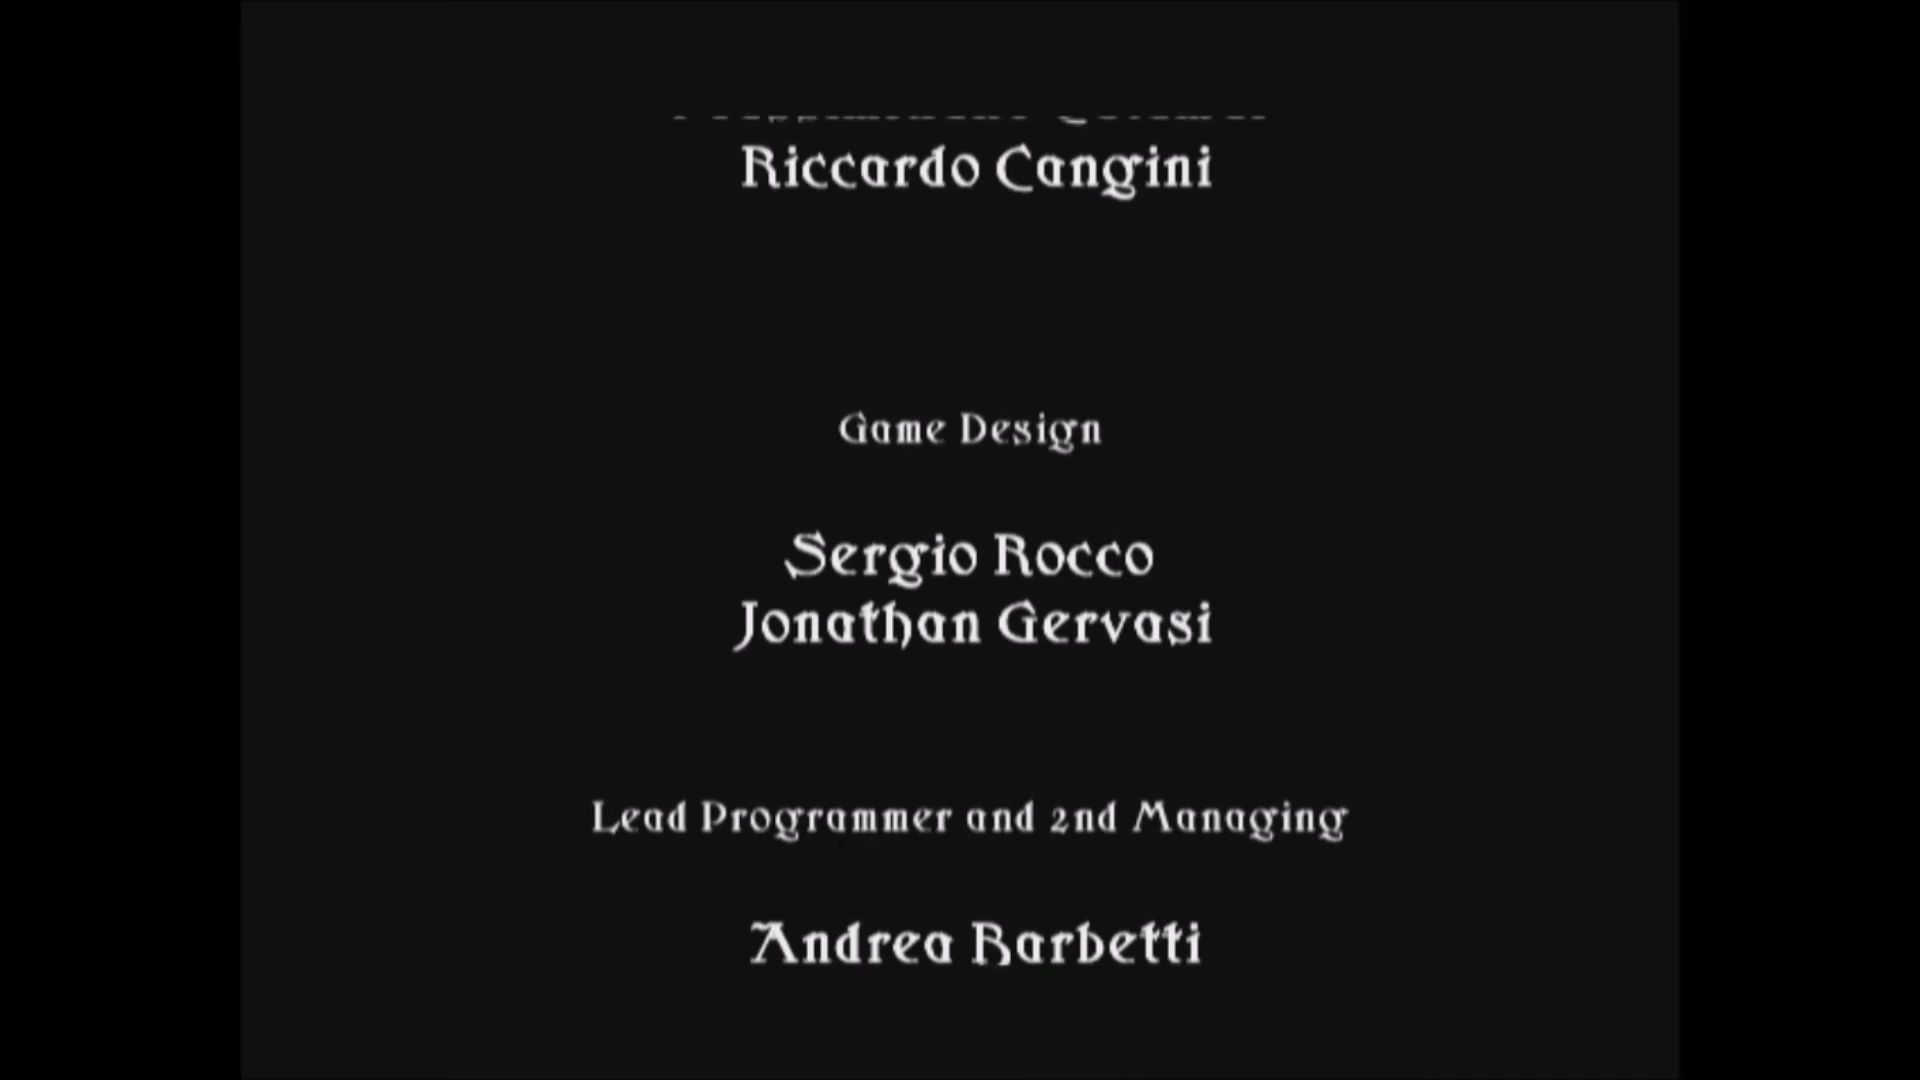 Riccardo Cangini
Game Design
Sergio Rocco
Jonathan Gervasi
Lead Programmer and 2nd Managing
Andrea Barbetti